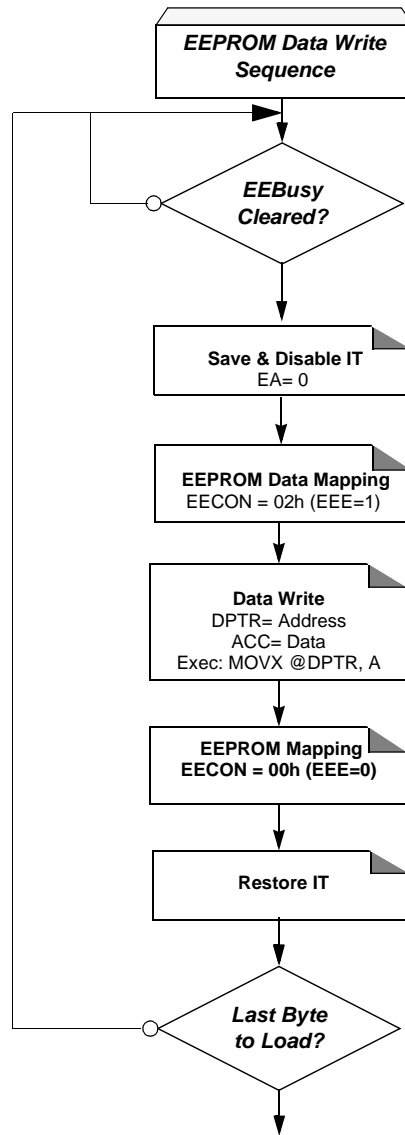 EEPROM Data Write
Sequence
EEBusy
Cleared?
Save & Disable IT
EA= 0
EEPROM Data Mapping
EECON = 02h (EEE=1)
Data Write
DPTR= Address
ACC= Data
Exec: MOVX @DPTR, A
EEPROM Mapping
EECON = 00h (EEE=0)
Restore IT
Last Byte
to Load?